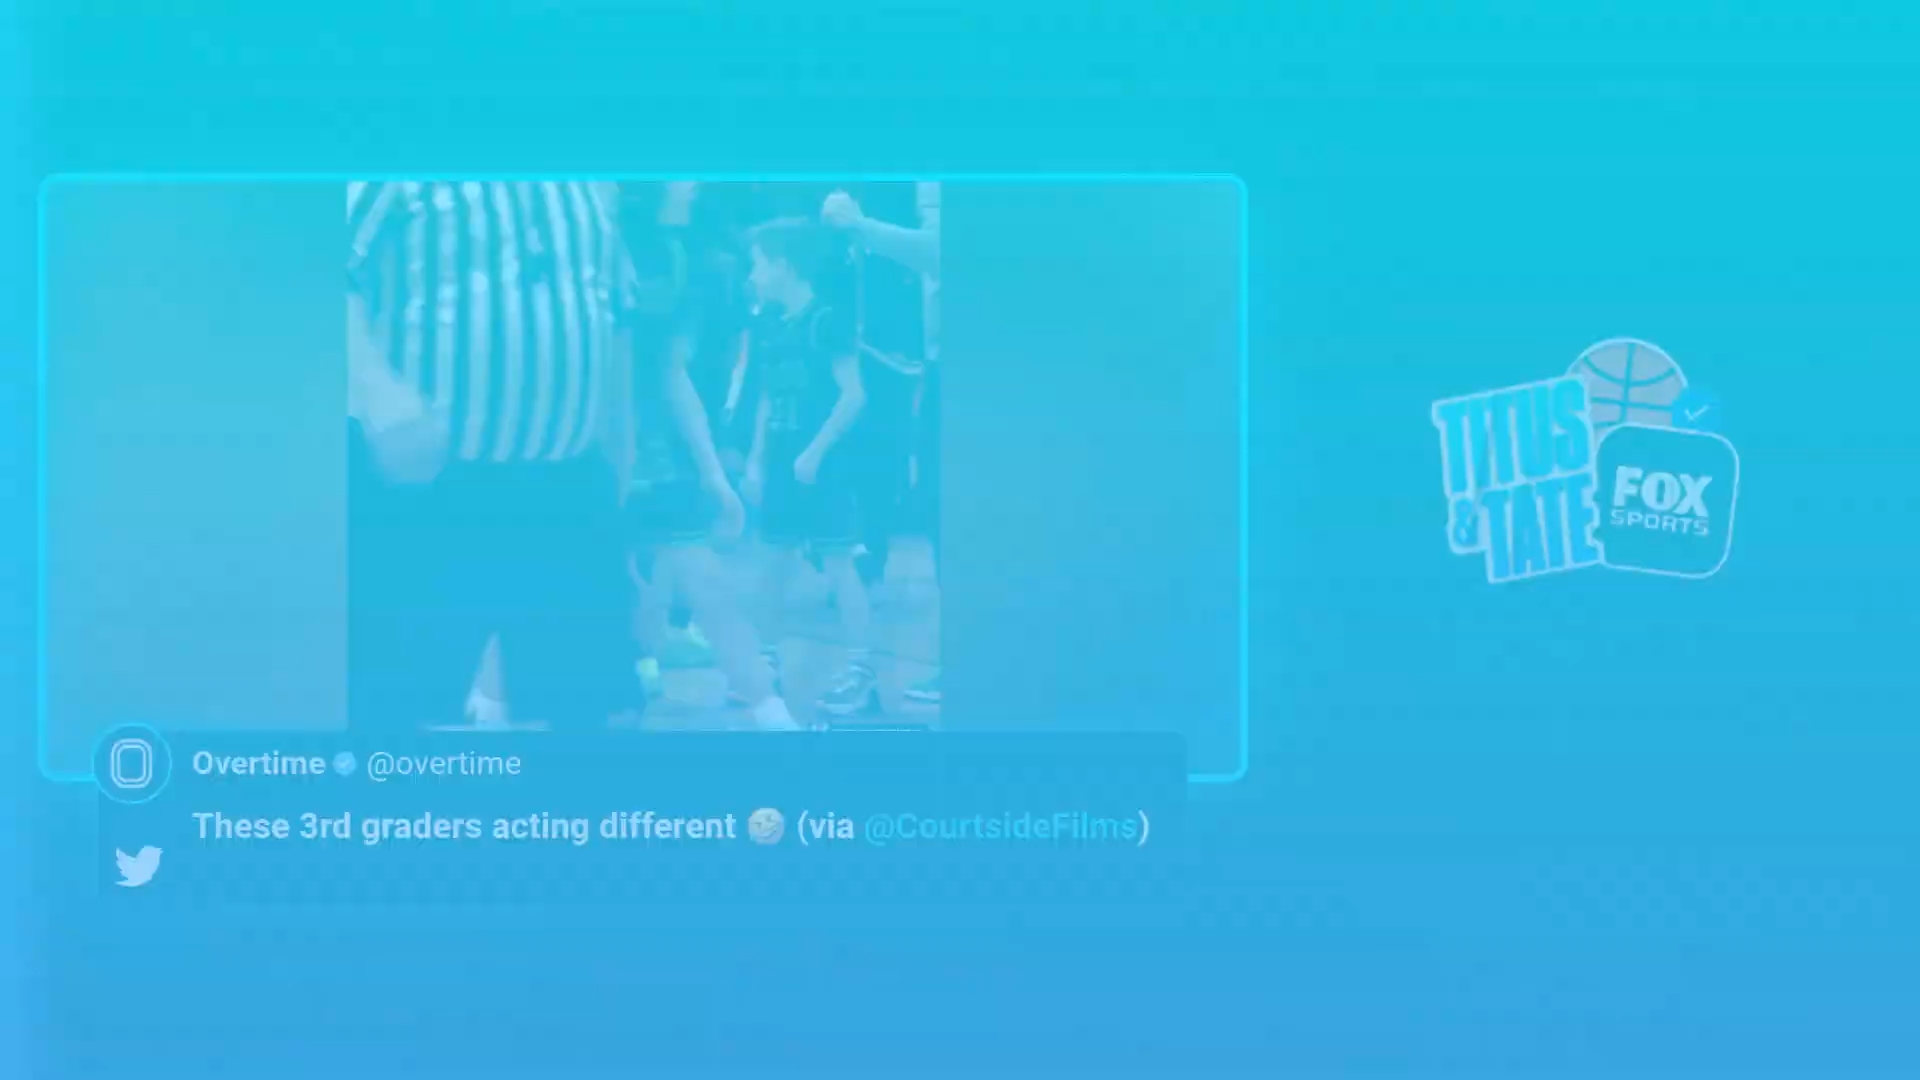 TITUS
& TATE
FOX
SPORTS
Overtime @overtime
These 3rd graders acting different 🤣 (via @CourtsideFilms)